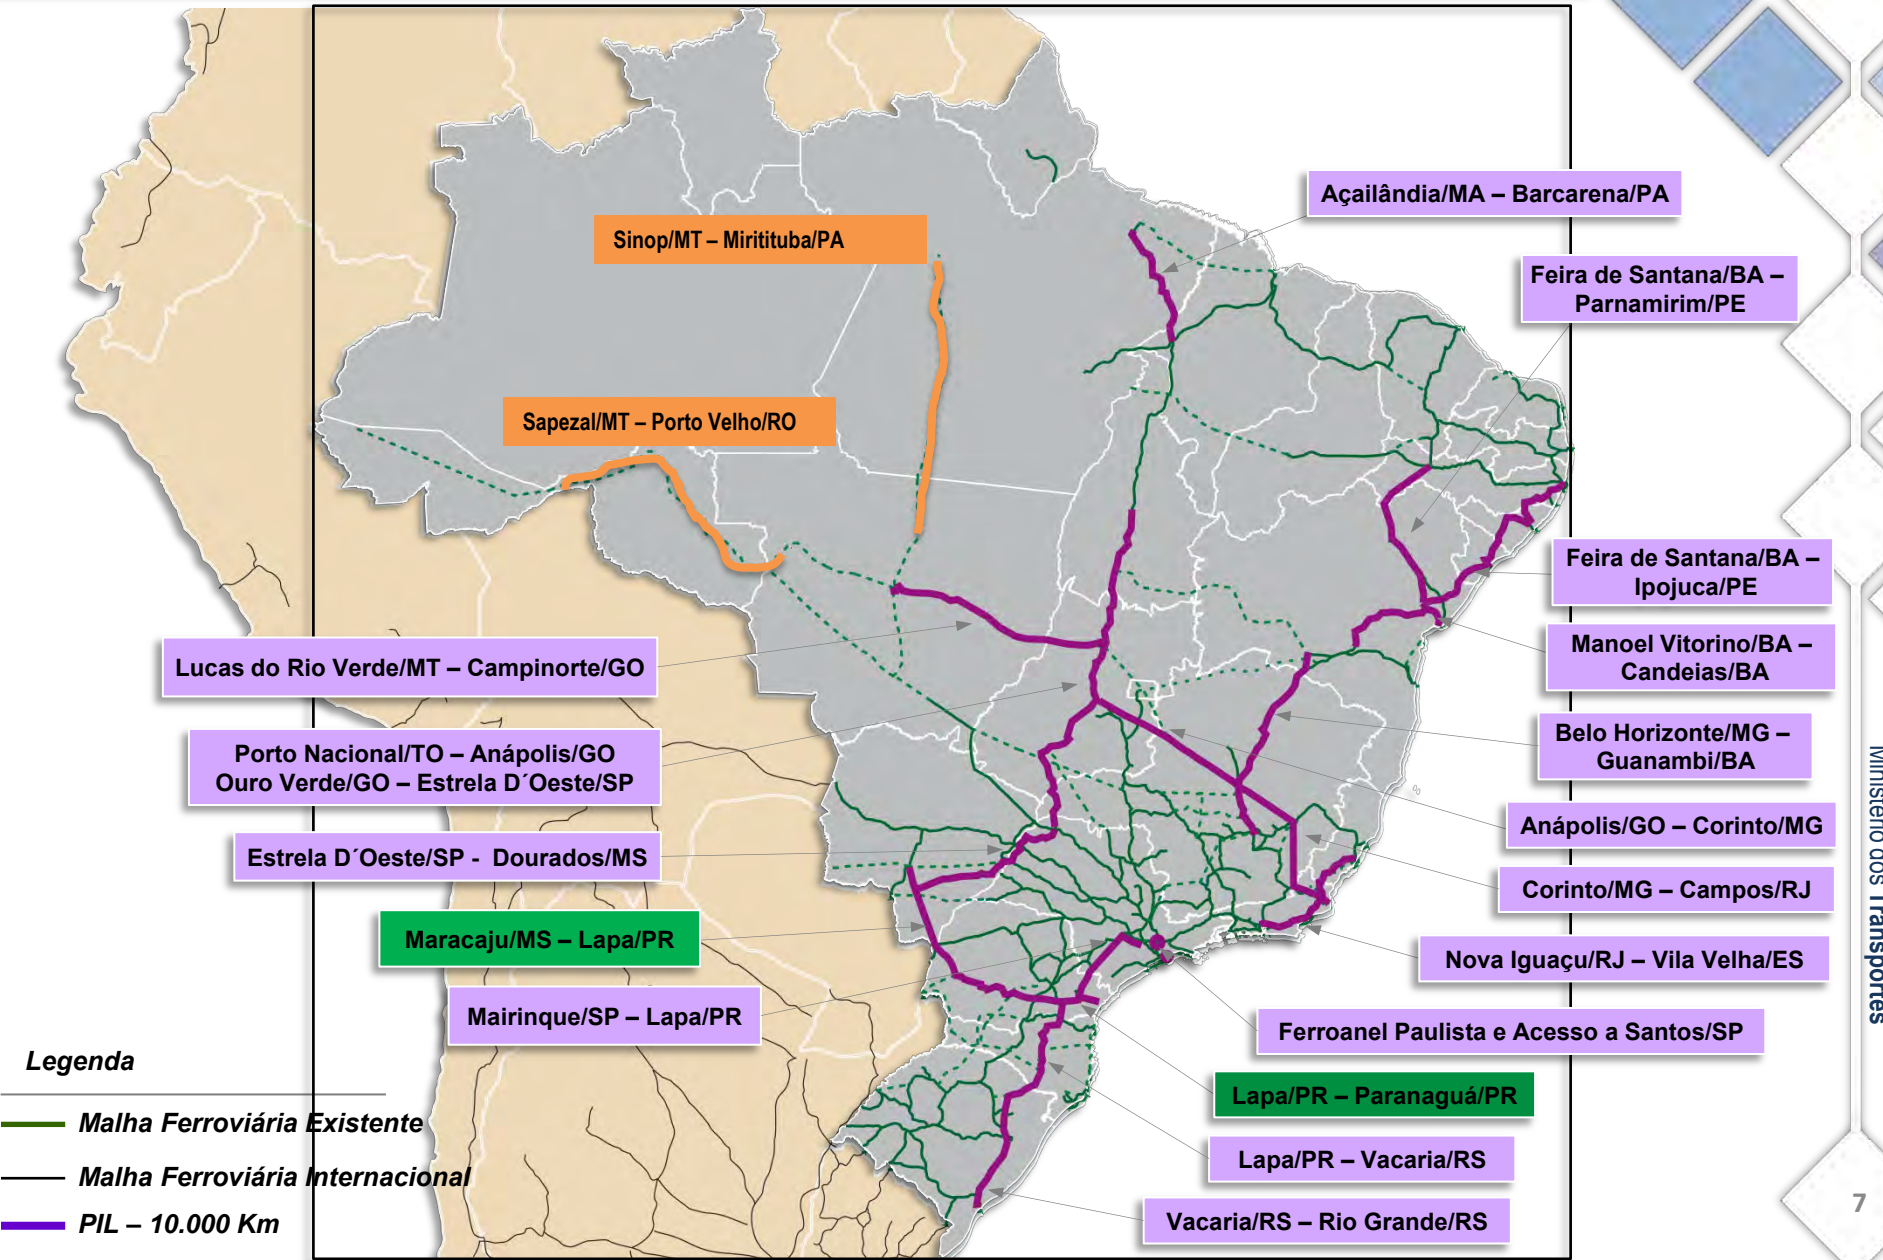 Açailândia/MA – Barcarena/PA
Sinop/MT – Miritituba/PA
Feira de Santana/BA –
Parnamirim/PE
Sapezal/MT – Porto Velho/RO
Feira de Santana/BA –
Ipojuca/PE
Manoel Vitorino/BA –
Candeias/BA
Lucas do Rio Verde/MT – Campinorte/GO
Belo Horizonte/MG –
Guanambi/BA
Porto Nacional/TO – Anápolis/GO
Ouro Verde/GO – Estrela D´Oeste/SP
Anápolis/GO – Corinto/MG
Estrela D´Oeste/SP - Dourados/MS
Corinto/MG – Campos/RJ
Maracaju/MS – Lapa/PR
Nova Iguaçu/RJ – Vila Velha/ES
Mairinque/SP – Lapa/PR
Ferroanel Paulista e Acesso a Santos/SP
Lapa/PR – Paranaguá/PR
Lapa/PR – Vacaria/RS
Vacaria/RS – Rio Grande/RS
Legenda
Malha Ferroviária Existente
Malha Ferroviária Internacional
PIL – 10.000 Km
Ministério dos Transportes
7